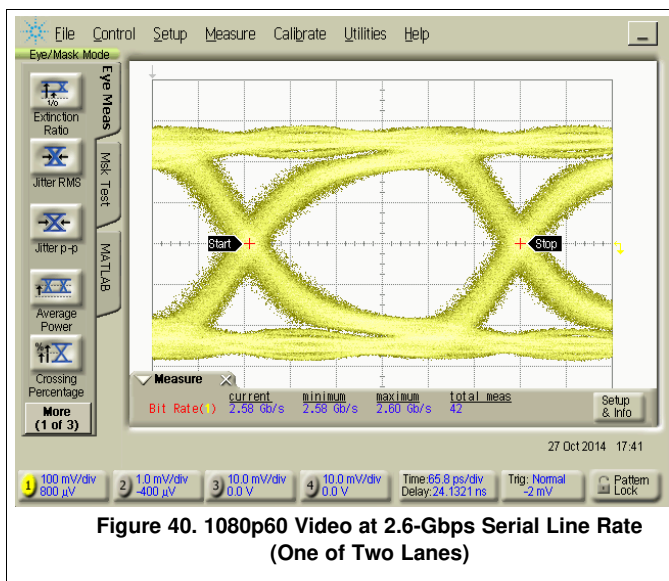 File Control Setup Measure Calibrate Utilities Help
Eye/Mask Mode
Eye Meas
Msk Test
MATLAB
1/0
Extinction
Ratio
Jitter RMS
Jitter p-p
Average
Power
%
Crossing
Percentage
More
(1 of 3)
Start
Stop
Measure
current minimum maximum total meas
Bit Rate(1) 2.58 Gb/s 2.58 Gb/s 2.60 Gb/s 42
Setup
& Info
27 Oct 2014 17:41
1 100 mV/div
800 µV
2 1.0 mV/div
-400 µV
3 10.0 mV/div
0.0 V
4 10.0 mV/div
0.0 V
Time:65.8 ps/div
Delay:24.1321 ns
Trig: Normal
-2 mV
Pattern
Lock
Figure 40. 1080p60 Video at 2.6-Gbps Serial Line Rate
(One of Two Lanes)